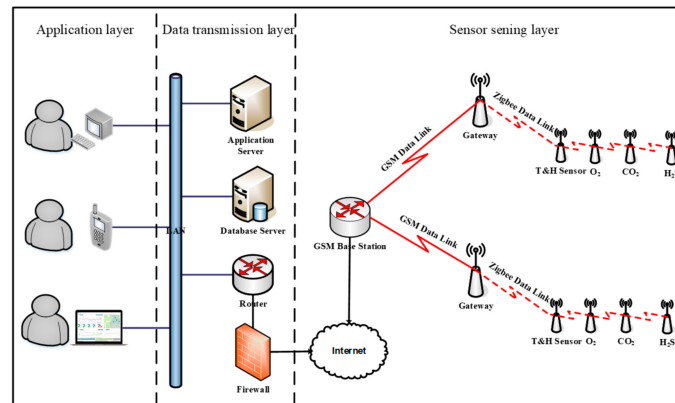 Application layer
Data transmission layer
Sensor sening layer
Application
Server
LAN
Database Server
Router
Firewall
Internet
GSM Base Station
GSM Data Link
GSM Data Link
Gateway
Zigbee Data Link
T&H Sensor O₂ CO₂ H₂S
Gateway
Zigbee Data Link
T&H Sensor O₂ CO₂ H₂S